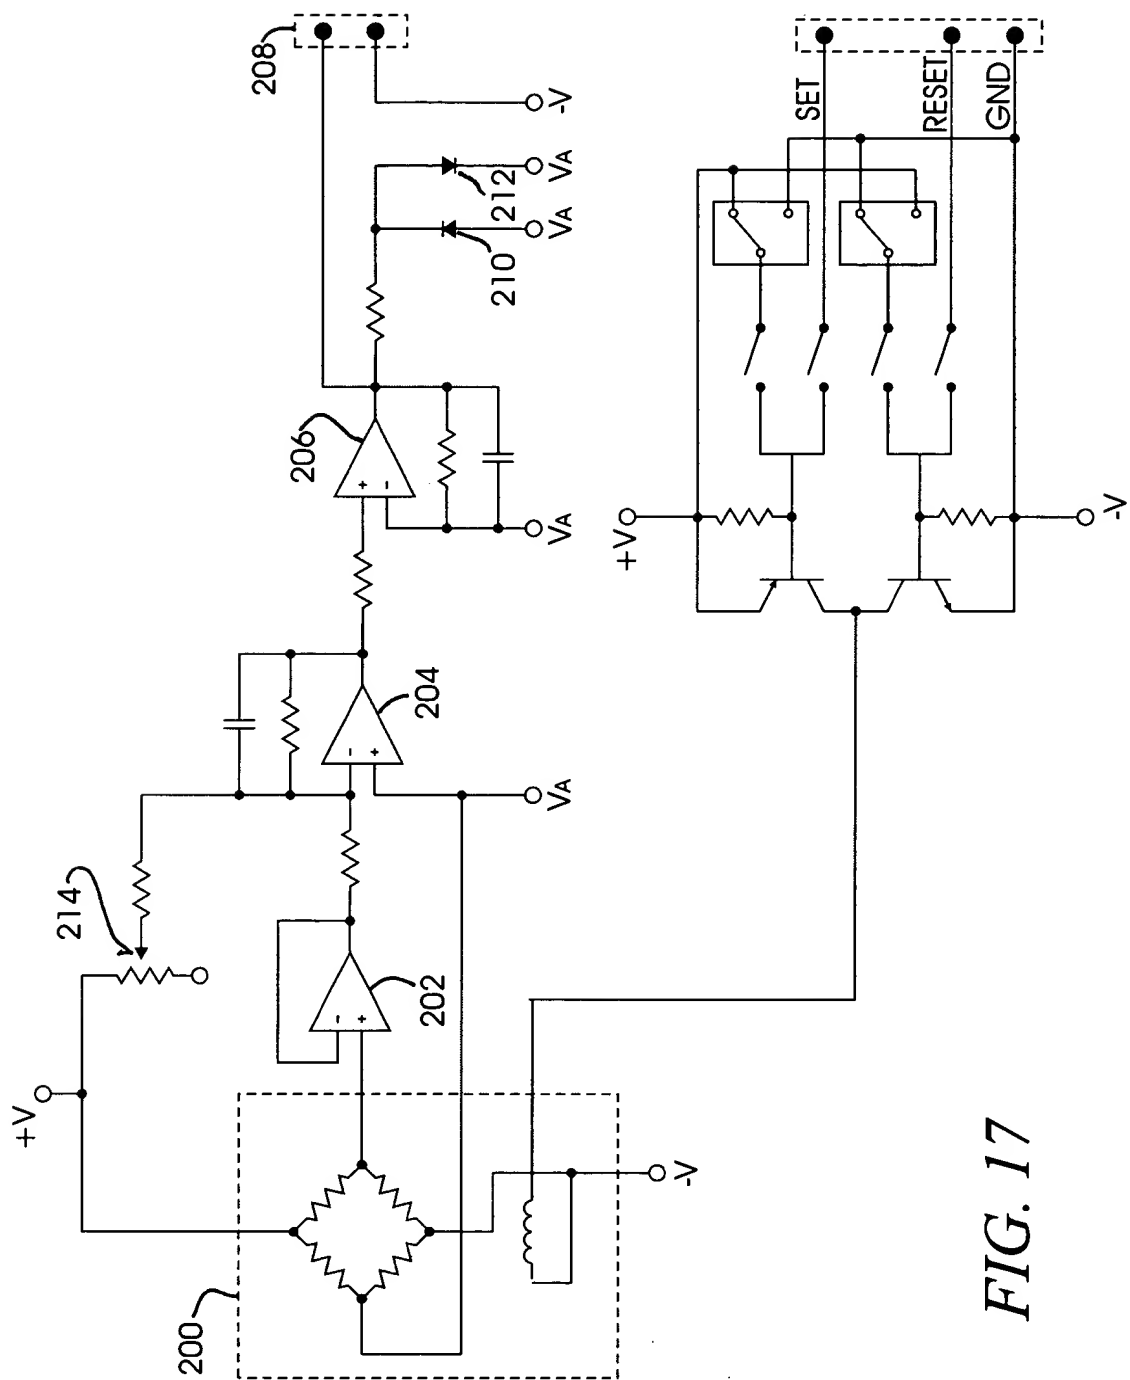 208
-V
VA
VA
212
210
206
VA
204
VA
214
202
+V
200
-V
SET
RESET
GND
+V
-V
+
-
-
+
-
+
FIG. 17